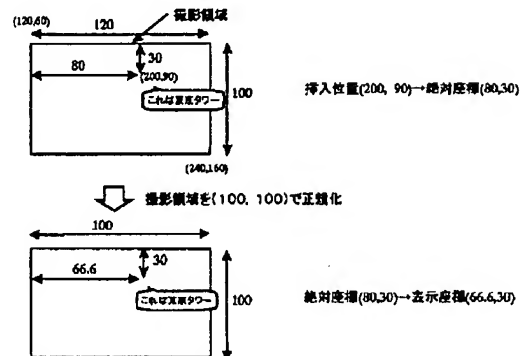 (120,60)
120
撮影領域
30
80
(200,90)
これは東京タワー
100
挿入位置(200, 90)→絶対座標(80,30)
(240,160)
撮影領域を(100, 100)で正規化
100
30
66.6
これは東京タワー
100
絶対座標(80,30)→表示座標(66.6,30)